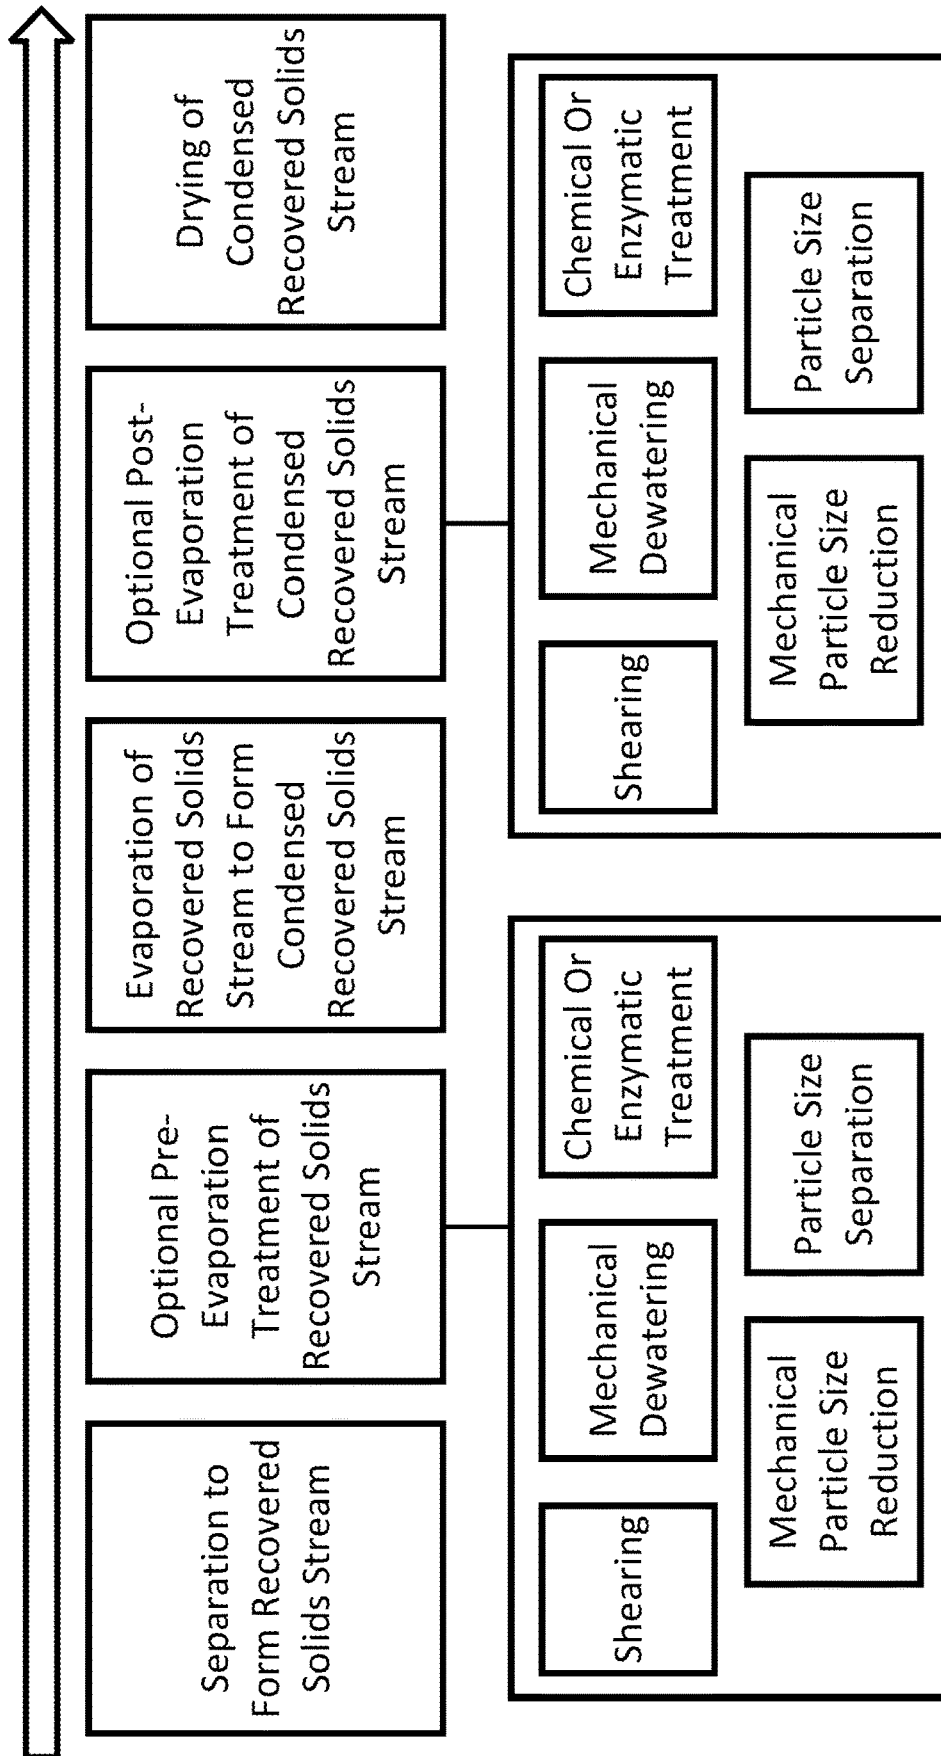 Separation to
Form Recovered
Solids Stream
Optional Pre-
Evaporation
Treatment of
Recovered Solids
Stream
Evaporation of
Recovered Solids
Stream to Form
Condensed
Recovered Solids
Stream
Optional Post-
Evaporation
Treatment of
Condensed
Recovered Solids
Stream
Drying of
Condensed
Recovered Solids
Stream
Shearing
Mechanical
Dewatering
Chemical Or
Enzymatic
Treatment
Mechanical
Particle Size
Reduction
Particle Size
Separation
Shearing
Mechanical
Dewatering
Chemical Or
Enzymatic
Treatment
Mechanical
Particle Size
Reduction
Particle Size
Separation